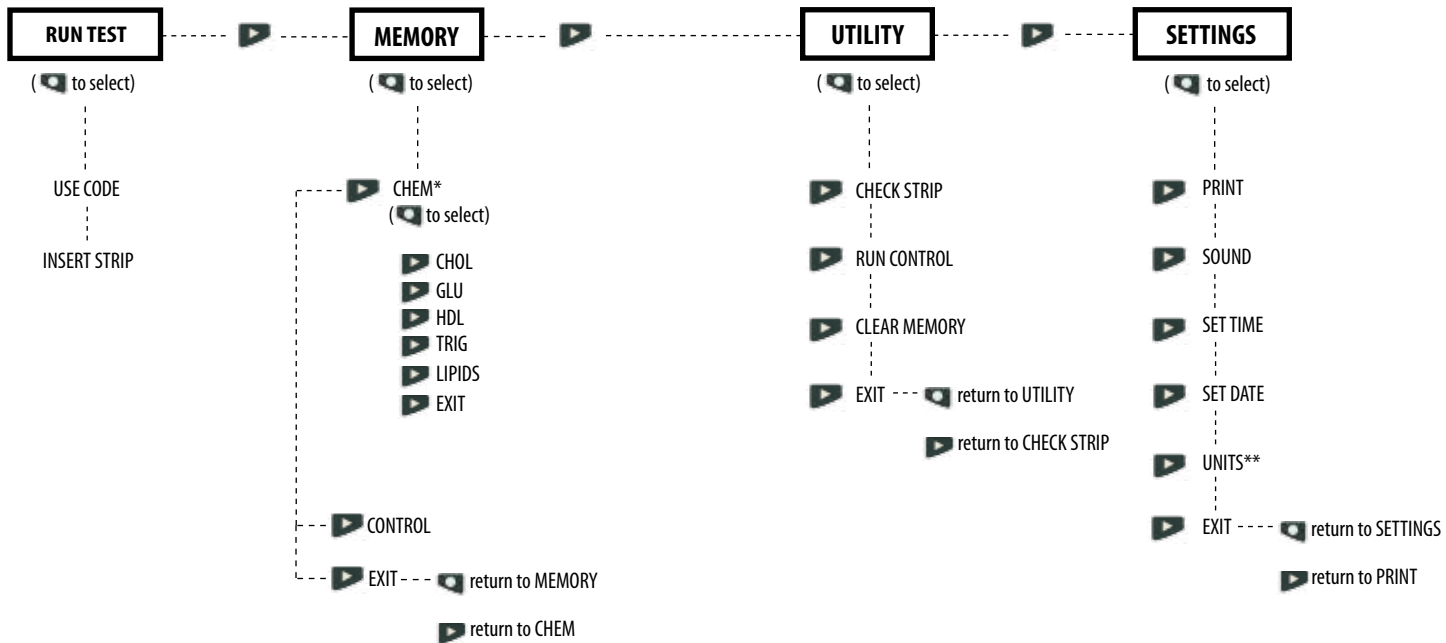 RUN TEST
MEMORY
UTILITY
SETTINGS
( to select)
( to select)
( to select)
( to select)
USE CODE
INSERT STRIP
CHEM*
( to select)
CHOL
GLU
HDL
TRIG
LIPIDS
EXIT
CONTROL
EXIT
return to MEMORY
return to CHEM
CHECK STRIP
RUN CONTROL
CLEAR MEMORY
EXIT
return to UTILITY
return to CHECK STRIP
PRINT
SOUND
SET TIME
SET DATE
UNITS**
EXIT
return to SETTINGS
return to PRINT